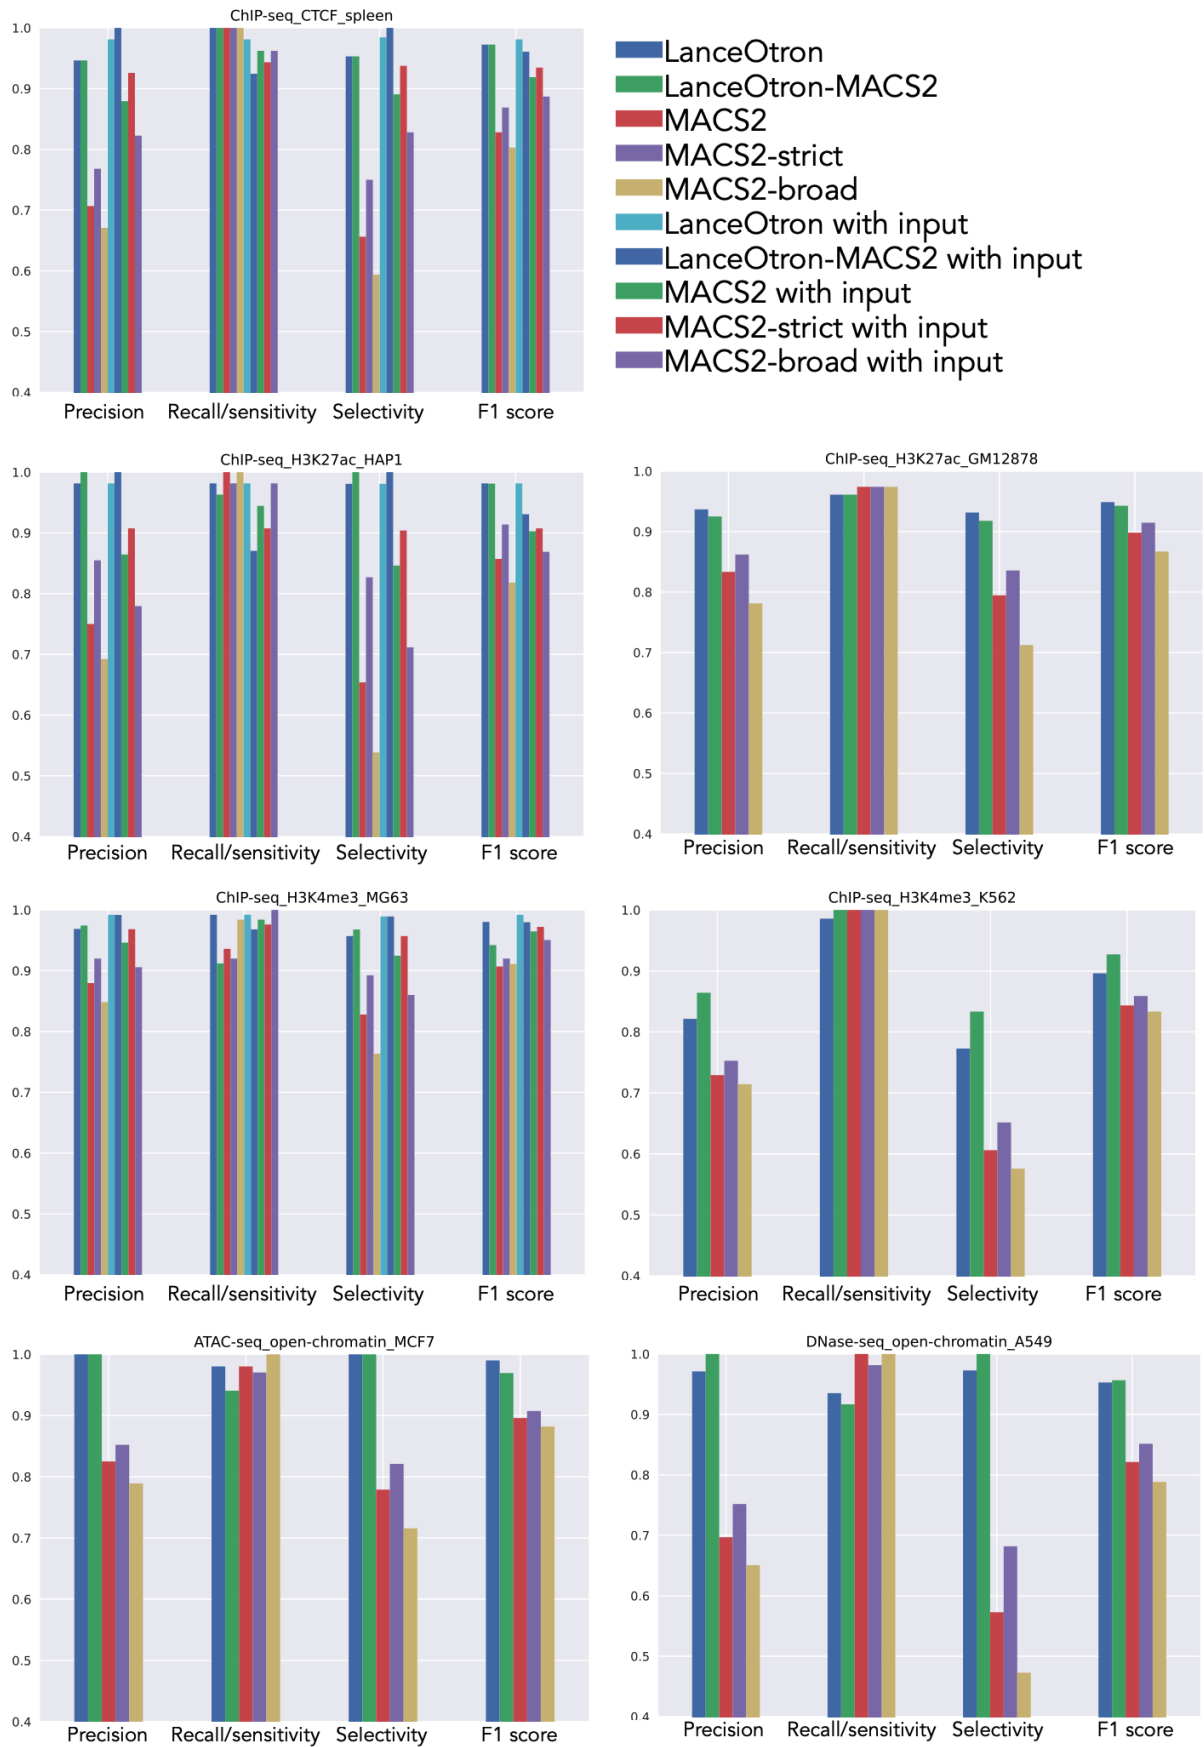 ChIP-seq_CTCF_spleen
1.0
0.9
0.8
0.7
0.6
0.5
0.4
Precision Recall/sensitivity Selectivity F1 score
LanceOtron
LanceOtron-MACS2
MACS2
MACS2-strict
MACS2-broad
LanceOtron with input
LanceOtron-MACS2 with input
MACS2 with input
MACS2-strict with input
MACS2-broad with input
ChIP-seq_H3K27ac_HAP1
1.0
0.9
0.8
0.7
0.6
0.5
0.4
Precision Recall/sensitivity Selectivity F1 score
ChIP-seq_H3K27ac_GM12878
1.0
0.9
0.8
0.7
0.6
0.5
0.4
Precision Recall/sensitivity Selectivity F1 score
ChIP-seq_H3K4me3_MG63
1.0
0.9
0.8
0.7
0.6
0.5
0.4
Precision Recall/sensitivity Selectivity F1 score
ChIP-seq_H3K4me3_K562
1.0
0.9
0.8
0.7
0.6
0.5
0.4
Precision Recall/sensitivity Selectivity F1 score
ATAC-seq_open-chromatin_MCF7
1.0
0.9
0.8
0.7
0.6
0.5
0.4
Precision Recall/sensitivity Selectivity F1 score
DNase-seq_open-chromatin_A549
1.0
0.9
0.8
0.7
0.6
0.5
0.4
Precision Recall/sensitivity Selectivity F1 score